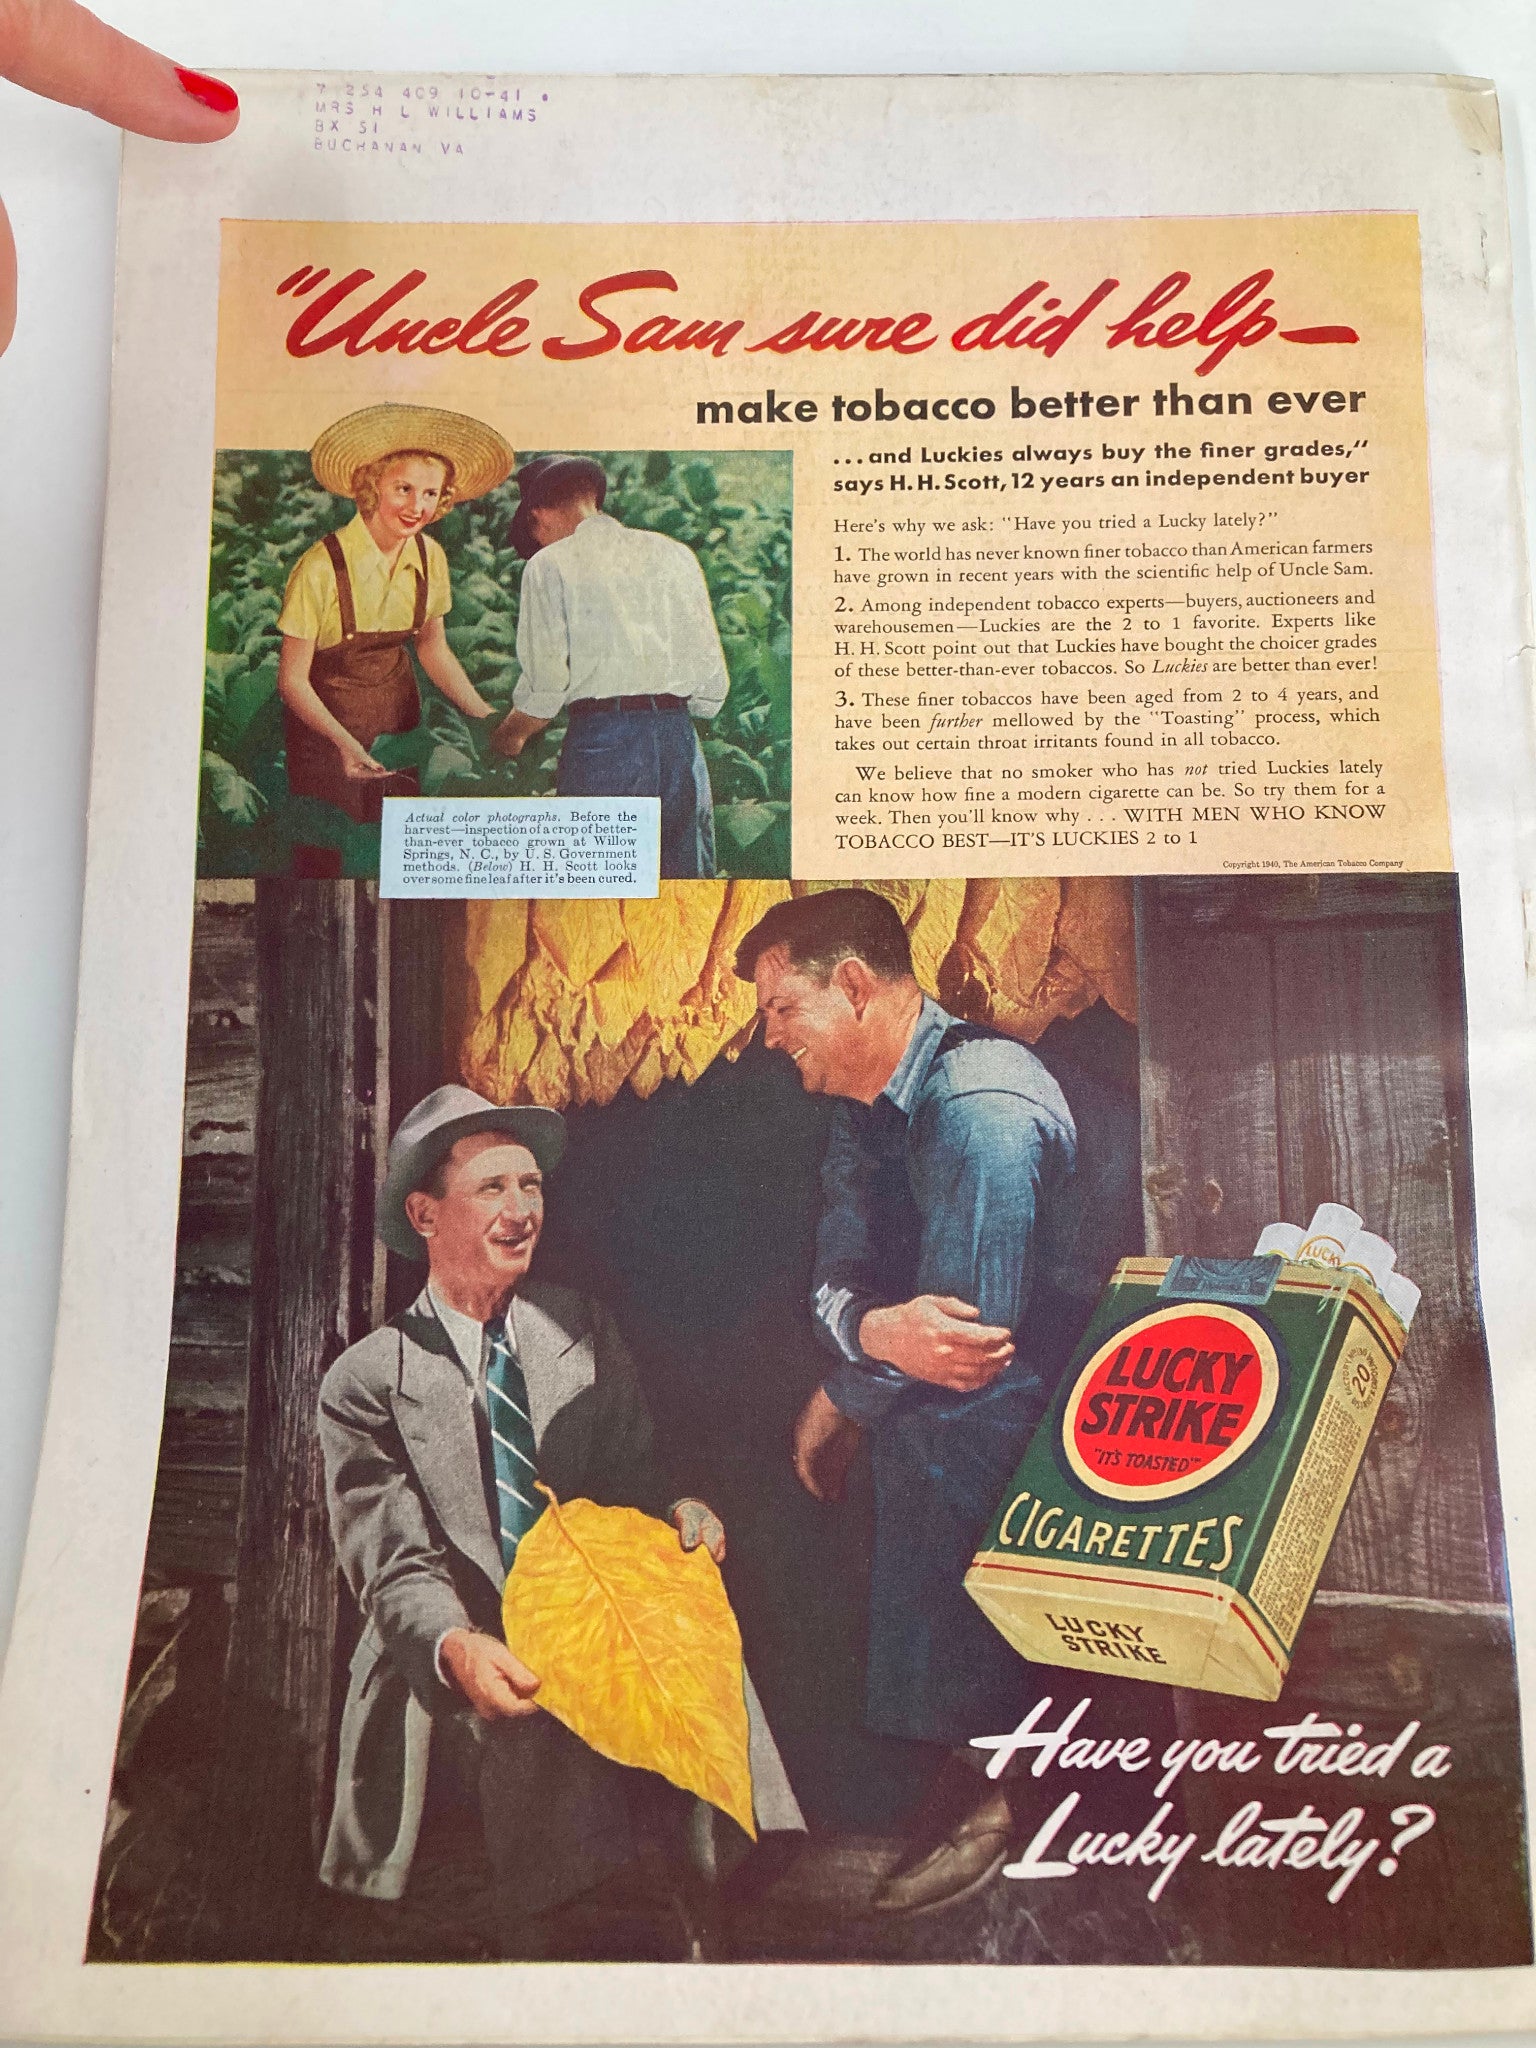 7 254 409 10-41 .
MRS H L WILLIAMS
BX 51
BUCHANAN VA
"Uncle Sam sure did help—
make tobacco better than ever
...and Luckies always buy the finer grades,"
says H. H. Scott, 12 years an independent buyer
Here's why we ask: "Have you tried a Lucky lately?"
1. The world has never known finer tobacco than American farmers
have grown in recent years with the scientific help of Uncle Sam.
2. Among independent tobacco experts—buyers, auctioneers and
warehousemen—Luckies are the 2 to 1 favorite. Experts like
H. H. Scott point out that Luckies have bought the choicer grades
of these better-than-ever tobaccos. So Luckies are better than ever!
3. These finer tobaccos have been aged from 2 to 4 years, and
have been further mellowed by the "Toasting" process, which
takes out certain throat irritants found in all tobacco.
We believe that no smoker who has not tried Luckies lately
can know how fine a modern cigarette can be. So try them for a
week. Then you'll know why . . . WITH MEN WHO KNOW
TOBACCO BEST—IT'S LUCKIES 2 to 1
Copyright 1940, The American Tobacco Company
Actual color photographs. Before the
harvest—inspection of a crop of better-
than-ever tobacco grown at Willow
Springs, N. C., by U. S. Government
methods. (Below) H. H. Scott looks
over some fine leaf after it's been cured.
LUCKY
LUCKY
STRIKE
"IT'S TOASTED"
CIGARETTES
20
LUCKY
STRIKE
Have you tried a
Lucky lately?